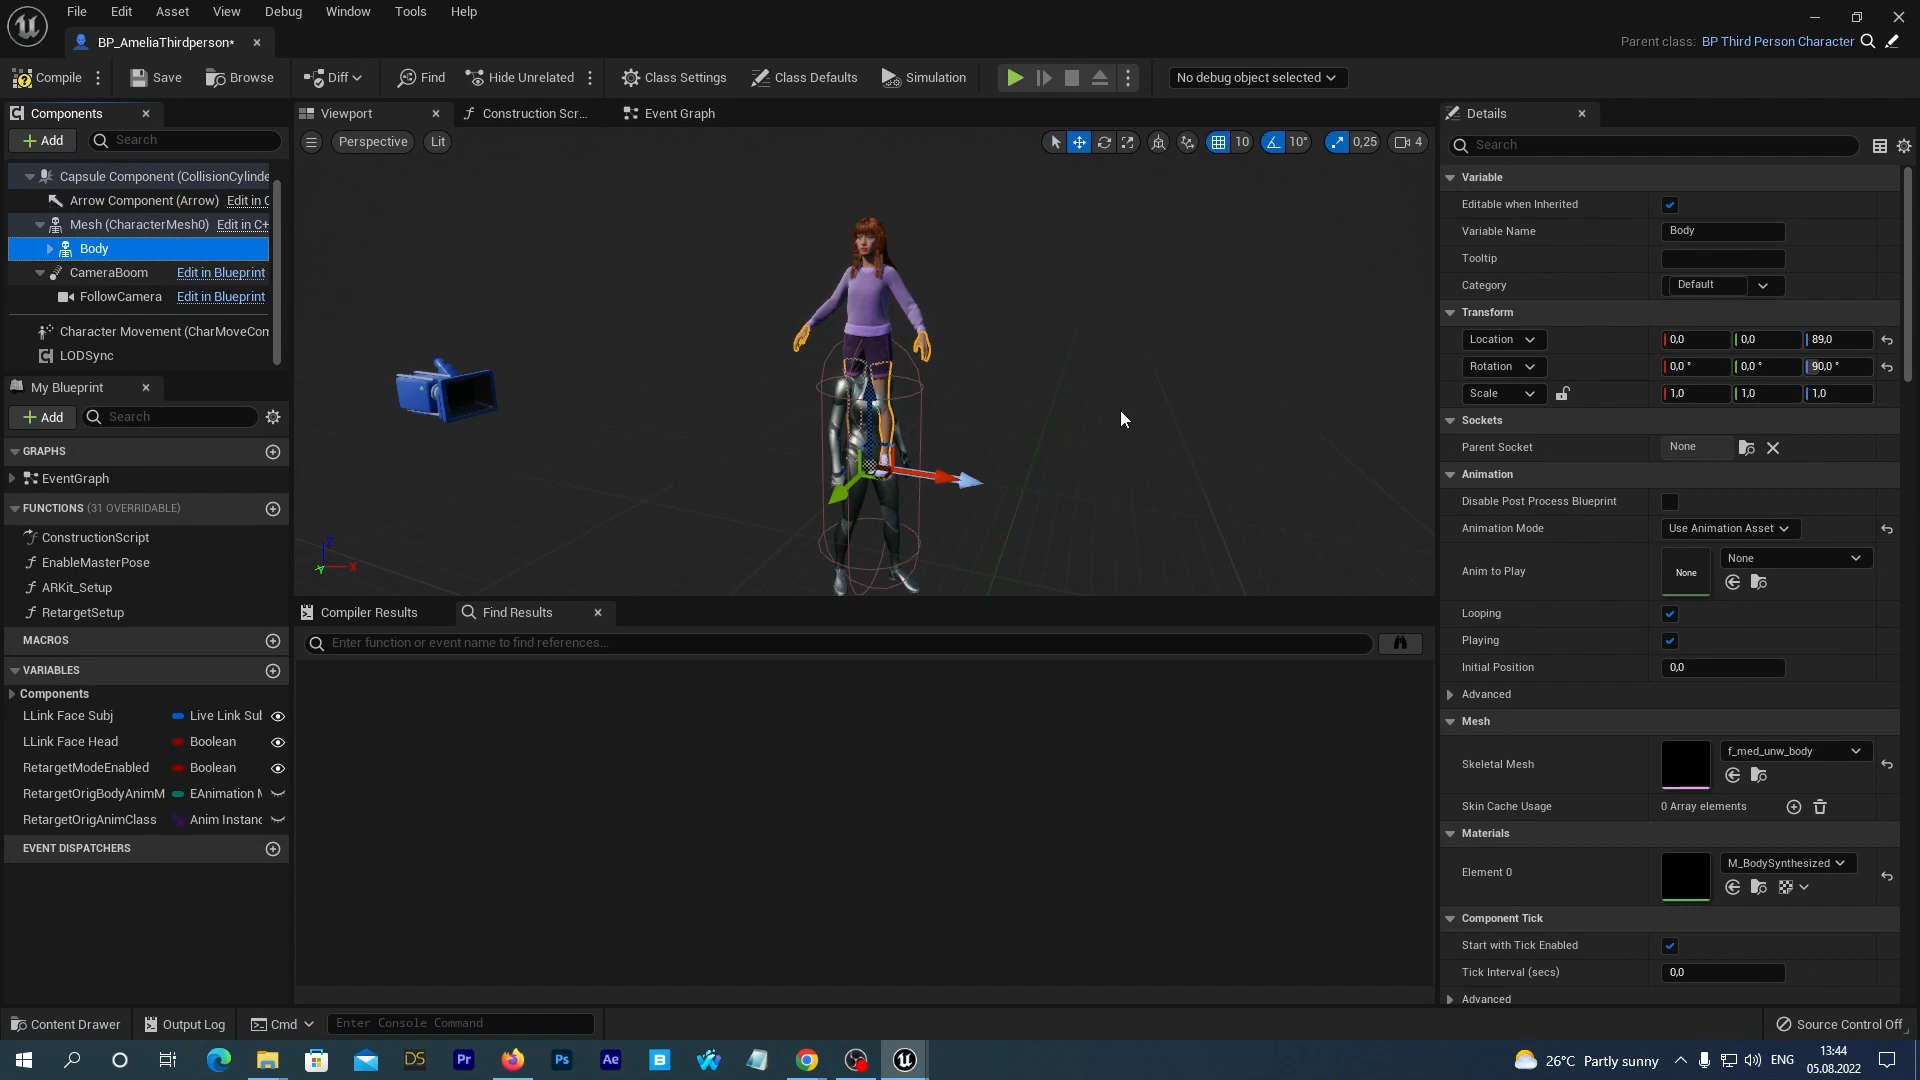 File Edit Asset View Debug Window Tools Help
BP_AmeliaThirdperson*
Parent class: BP Third Person Character
Compile Save Browse Diff Find Hide Unrelated Class Settings Class Defaults Simulation No debug object selected
Components
Add Search
Capsule Component (CollisionCylinde
Arrow Component (Arrow) Edit in C
Mesh (CharacterMesh0) Edit in C+
Body
CameraBoom Edit in Blueprint
FollowCamera Edit in Blueprint
Character Movement (CharMoveCom
LODSync
My Blueprint
Add Search
GRAPHS
EventGraph
FUNCTIONS (31 OVERRIDABLE)
ConstructionScript
EnableMasterPose
ARKit_Setup
RetargetSetup
MACROS
VARIABLES
Components
LLink Face Subj Live Link Sul
LLink Face Head Boolean
RetargetModeEnabled Boolean
RetargetOrigBodyAnimM EAnimation M
RetargetOrigAnimClass Anim Instanc
EVENT DISPATCHERS
Viewport Construction Scr... Event Graph
Perspective Lit 10 10° 0,25 4
Z
X
Y
Compiler Results Find Results
Enter function or event name to find references...
Details
Search
Variable
Editable when Inherited
Variable Name Body
Tooltip
Category Default
Transform
Location 0,0 0,0 89,0
Rotation 0,0 ° 0,0 ° 90,0 °
Scale 1,0 1,0 1,0
Sockets
Parent Socket None
Animation
Disable Post Process Blueprint
Animation Mode Use Animation Asset
Anim to Play None None
Looping
Playing
Initial Position 0,0
Advanced
Mesh
Skeletal Mesh f_med_unw_body
Skin Cache Usage 0 Array elements
Materials
Element 0 M_BodySynthesized
Component Tick
Start with Tick Enabled
Tick Interval (secs) 0,0
Advanced
Content Drawer Output Log Cmd Enter Console Command Source Control Off
DS Pr Ps Ae B 26°C Partly sunny ENG 13:44
05.08.2022